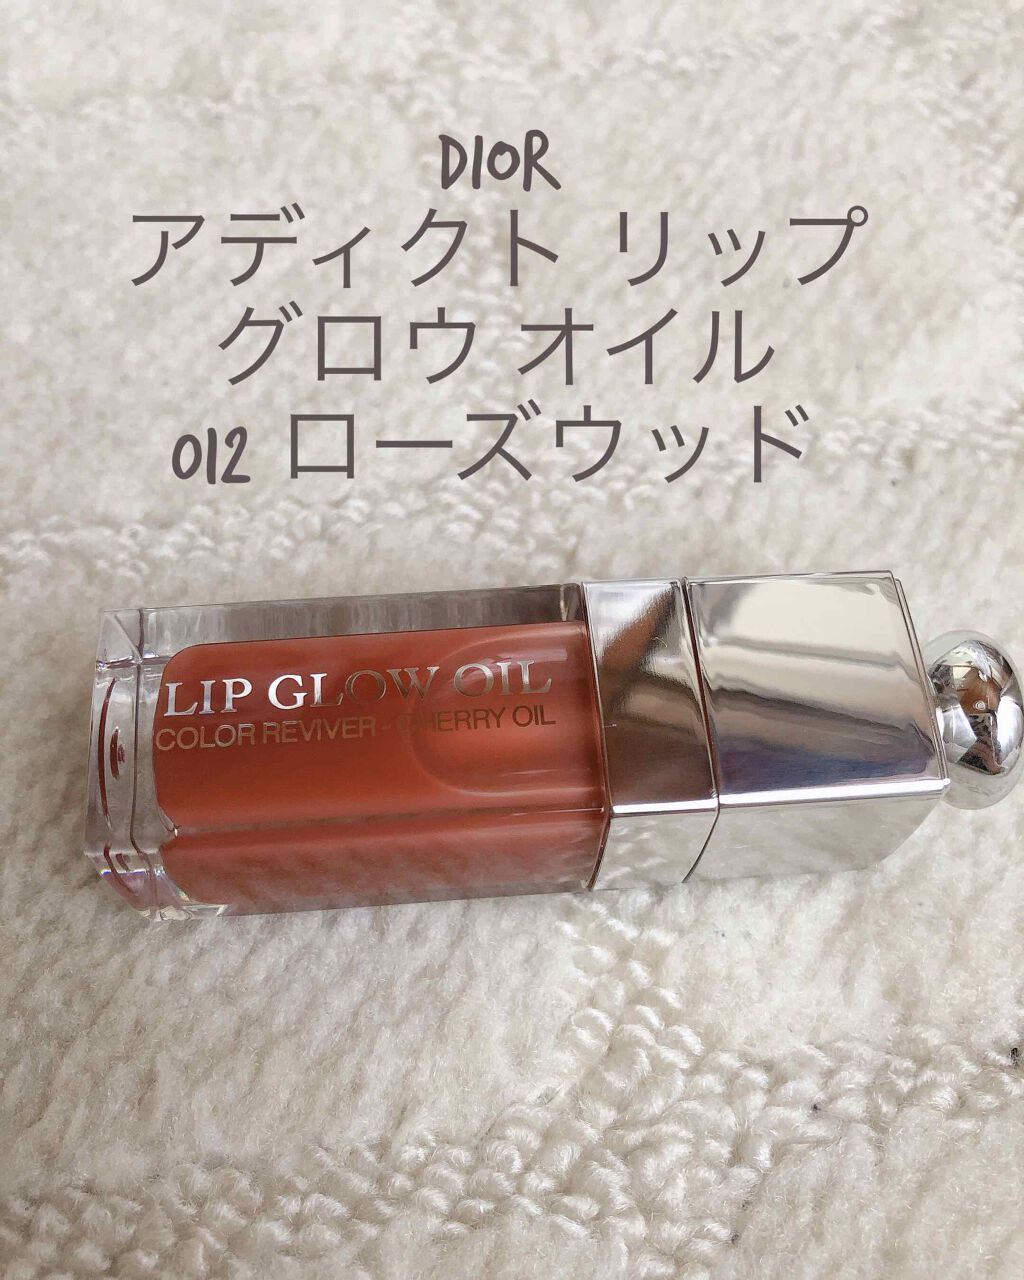 DIOR
アディクト リップ
グロウ オイル
012 ローズウッド
LIP GLOW OIL
COLOR REVIVER - CHERRY OIL